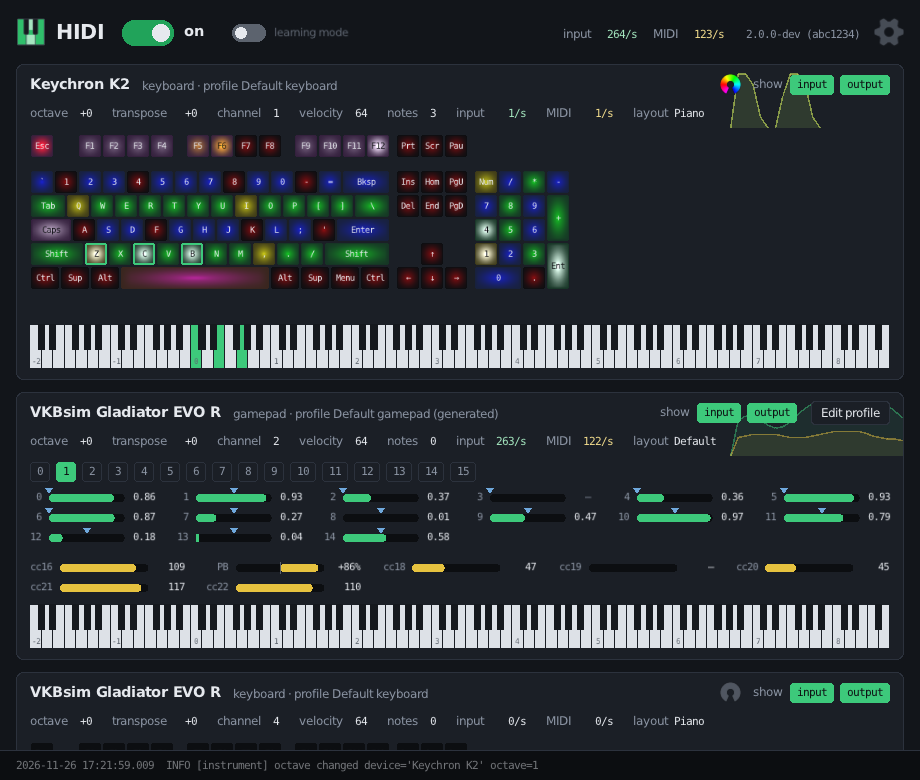 HIDI on learning mode input 264/s MIDI 123/s 2.0.0-dev (abc1234)
Keychron K2 keyboard · profile Default keyboard show input output
octave +0 transpose +0 channel 1 velocity 64 notes 3 input 1/s MIDI 1/s layout Piano
Esc F1 F2 F3 F4 F5 F6 F7 F8 F9 F10 F11 F12 Prt Scr Pau
` 1 2 3 4 5 6 7 8 9 0 - = Bksp Ins Hom PgU Num / * -
Tab Q W E R T Y U I O P [ ] \ Del End PgD 7 8 9 +
Caps A S D F G H J K L ; ' Enter 4 5 6
Shift Z X C V B N M , . / Shift ↑ 1 2 3 Ent
Ctrl Sup Alt Alt Sup Menu Ctrl ← ↓ → 0 .
-2 -1 0 1 2 3 4 5 6 7 8
VKBsim Gladiator EVO R gamepad · profile Default gamepad (generated) show input output Edit profile
octave +0 transpose +0 channel 2 velocity 64 notes 0 input 263/s MIDI 122/s layout Default
0 1 2 3 4 5 6 7 8 9 10 11 12 13 14 15
0 0.86 1 0.93 2 0.37 3 – 4 0.36 5 0.93
6 0.87 7 0.27 8 0.01 9 0.47 10 0.97 11 0.79
12 0.18 13 0.04 14 0.58
cc16 109 PB +86% cc18 47 cc19 – cc20 45
cc21 117 cc22 110
-2 -1 0 1 2 3 4 5 6 7 8
VKBsim Gladiator EVO R keyboard · profile Default keyboard show input output
octave +0 transpose +0 channel 4 velocity 64 notes 0 input 0/s MIDI 0/s layout Piano
2026-11-26 17:21:59.009 INFO [instrument] octave changed device='Keychron K2' octave=1